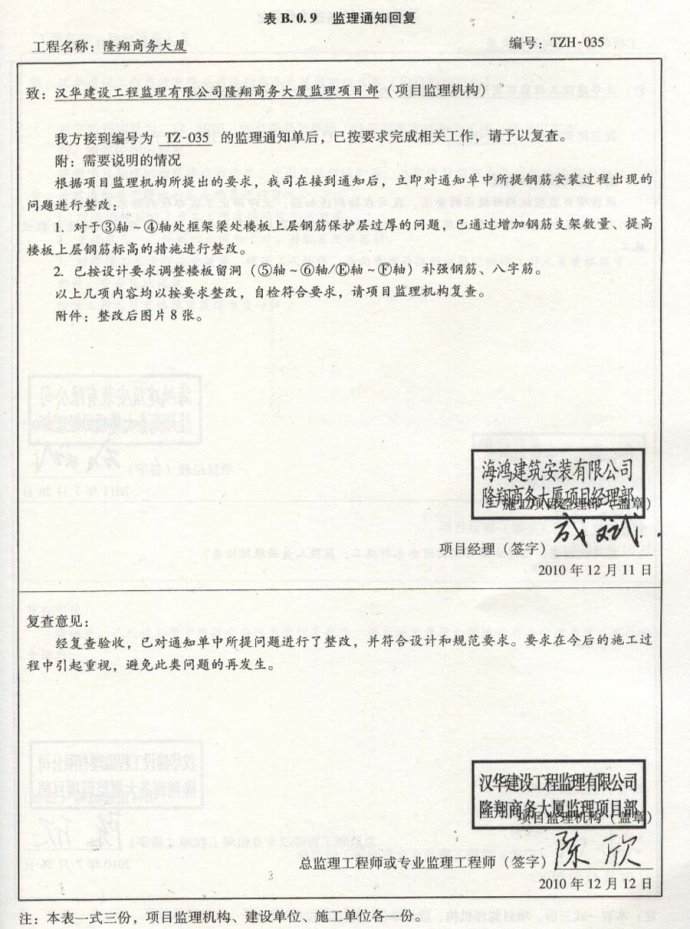 表 B.0.9 监理通知回复
工程名称：隆翔商务大厦 编号：TZH-035
致：汉华建设工程监理有限公司隆翔商务大厦监理项目部（项目监理机构）
我方接到编号为 TZ-035 的监理通知单后，已按要求完成相关工作，请予以复查。
附：需要说明的情况
根据项目监理机构所提出的要求，我司在接到通知后，立即对通知单中所提钢筋安装过程出现的
问题进行整改：
1. 对于③轴～④轴处框架梁处楼板上层钢筋保护层过厚的问题，已通过增加钢筋支架数量、提高
楼板上层钢筋标高的措施进行整改。
2. 已按设计要求调整楼板留洞（⑤轴～⑥轴/Ⓔ轴～Ⓕ轴）补强钢筋、八字筋。
以上几项内容均以按要求整改，自检符合要求，请项目监理机构复查。
附件：整改后图片 8 张。
海鸿建筑安装有限公司
隆翔商务大厦项目经理部
施工项目经理部（盖章）
项目经理（签字）成斌
2010 年 12 月 11 日
复查意见：
经复查验收，已对通知单中所提问题进行了整改，并符合设计和规范要求。要求在今后的施工过
程中引起重视，避免此类问题的再发生。
汉华建设工程监理有限公司
隆翔商务大厦监理项目部
项目监理机构（盖章）
总监理工程师或专业监理工程师（签字）陈欣
2010 年 12 月 12 日
注：本表一式三份，项目监理机构、建设单位、施工单位各一份。